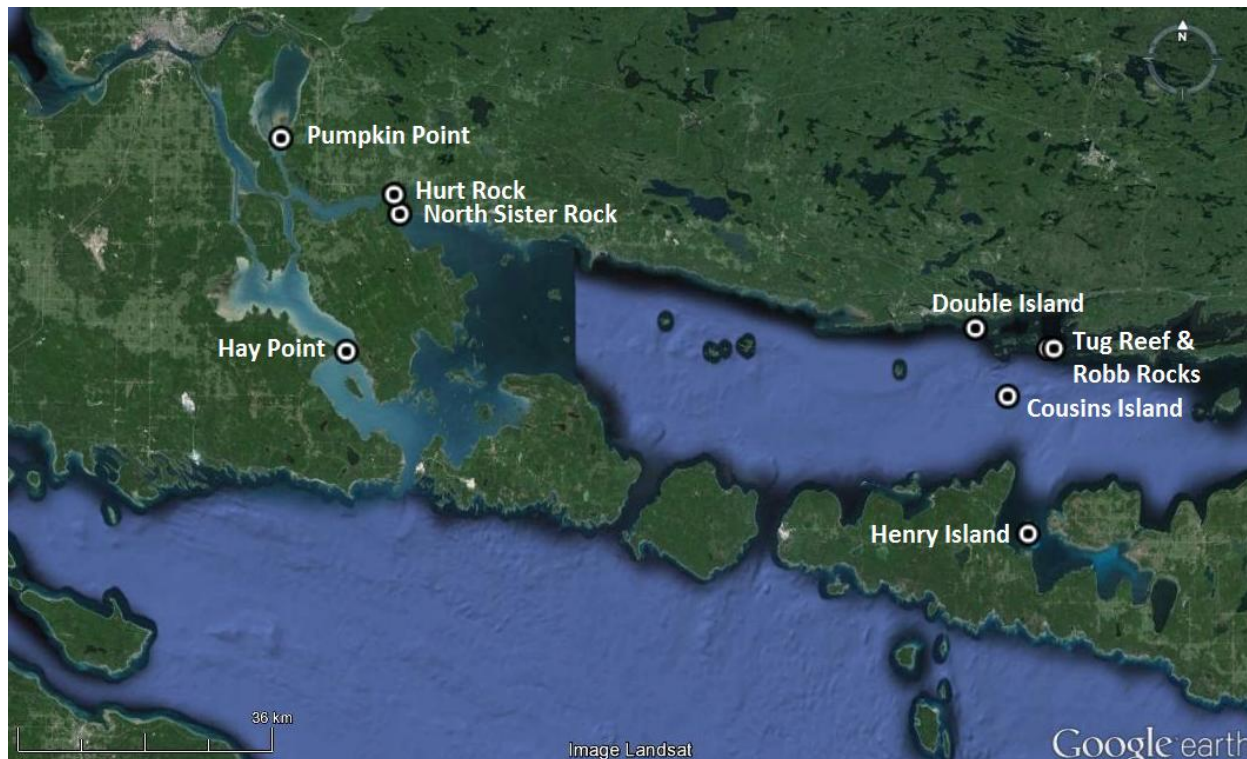 N
Pumpkin Point
Hurt Rock
North Sister Rock
Double Island
Hay Point
Tug Reef &
Robb Rocks
Cousins Island
Henry Island
36 km
Image Landsat
Google earth